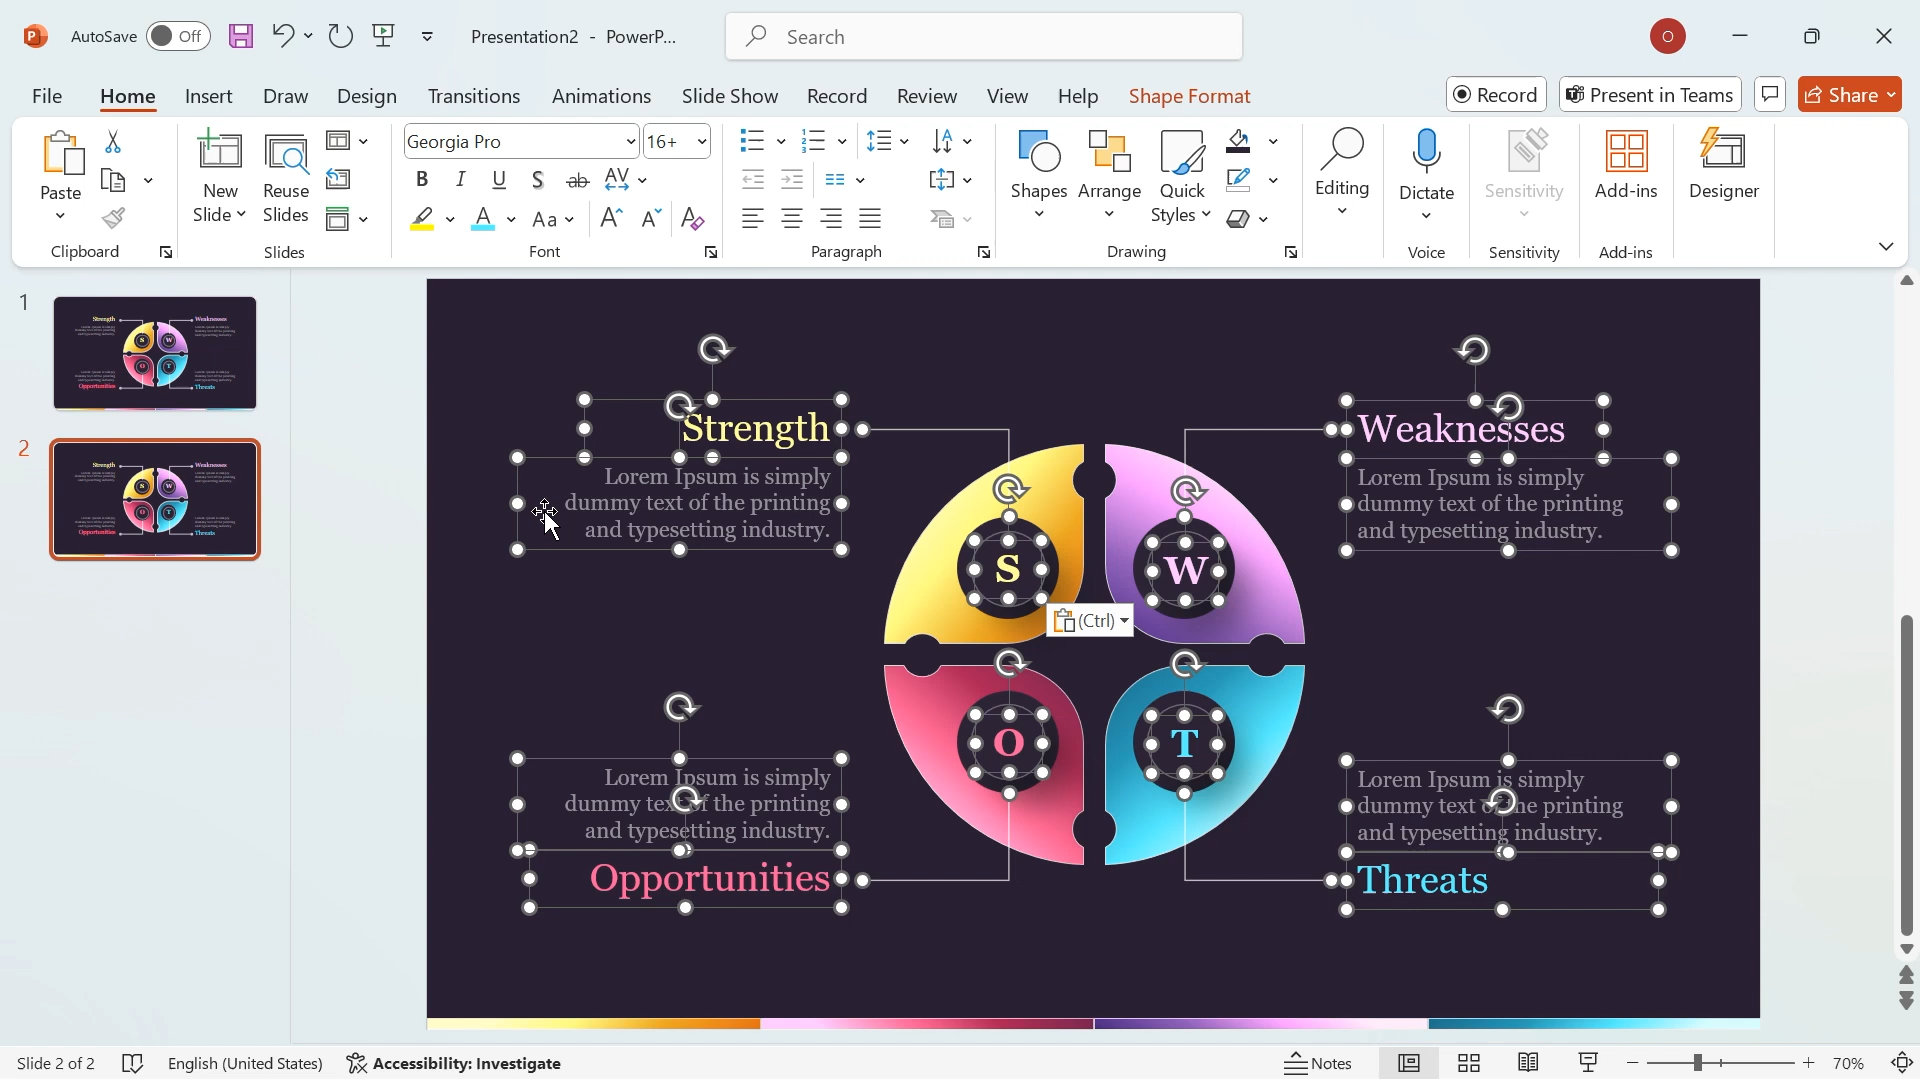 AutoSave
Off
Presentation2 - PowerP...
Search
O
File
Home
Insert
Draw
Design
Transitions
Animations
Slide Show
Record
Review
View
Help
Shape Format
Record
Present in Teams
Share
Paste
New
Slide
Reuse
Slides
Georgia Pro
16+
Shapes
Arrange
Quick
Styles
Editing
Dictate
Sensitivity
Add-ins
Designer
Clipboard
Slides
Font
Paragraph
Drawing
Voice
Sensitivity
Add-ins
1
2
Strength
Lorem Ipsum is simply
dummy text of the printing
and typesetting industry.
Weaknesses
Lorem Ipsum is simply
dummy text of the printing
and typesetting industry.
S
W
(Ctrl)
O
T
Lorem Ipsum is simply
dummy text of the printing
and typesetting industry.
Opportunities
Lorem Ipsum is simply
dummy text of the printing
and typesetting industry.
Threats
Slide 2 of 2
English (United States)
Accessibility: Investigate
Notes
70%